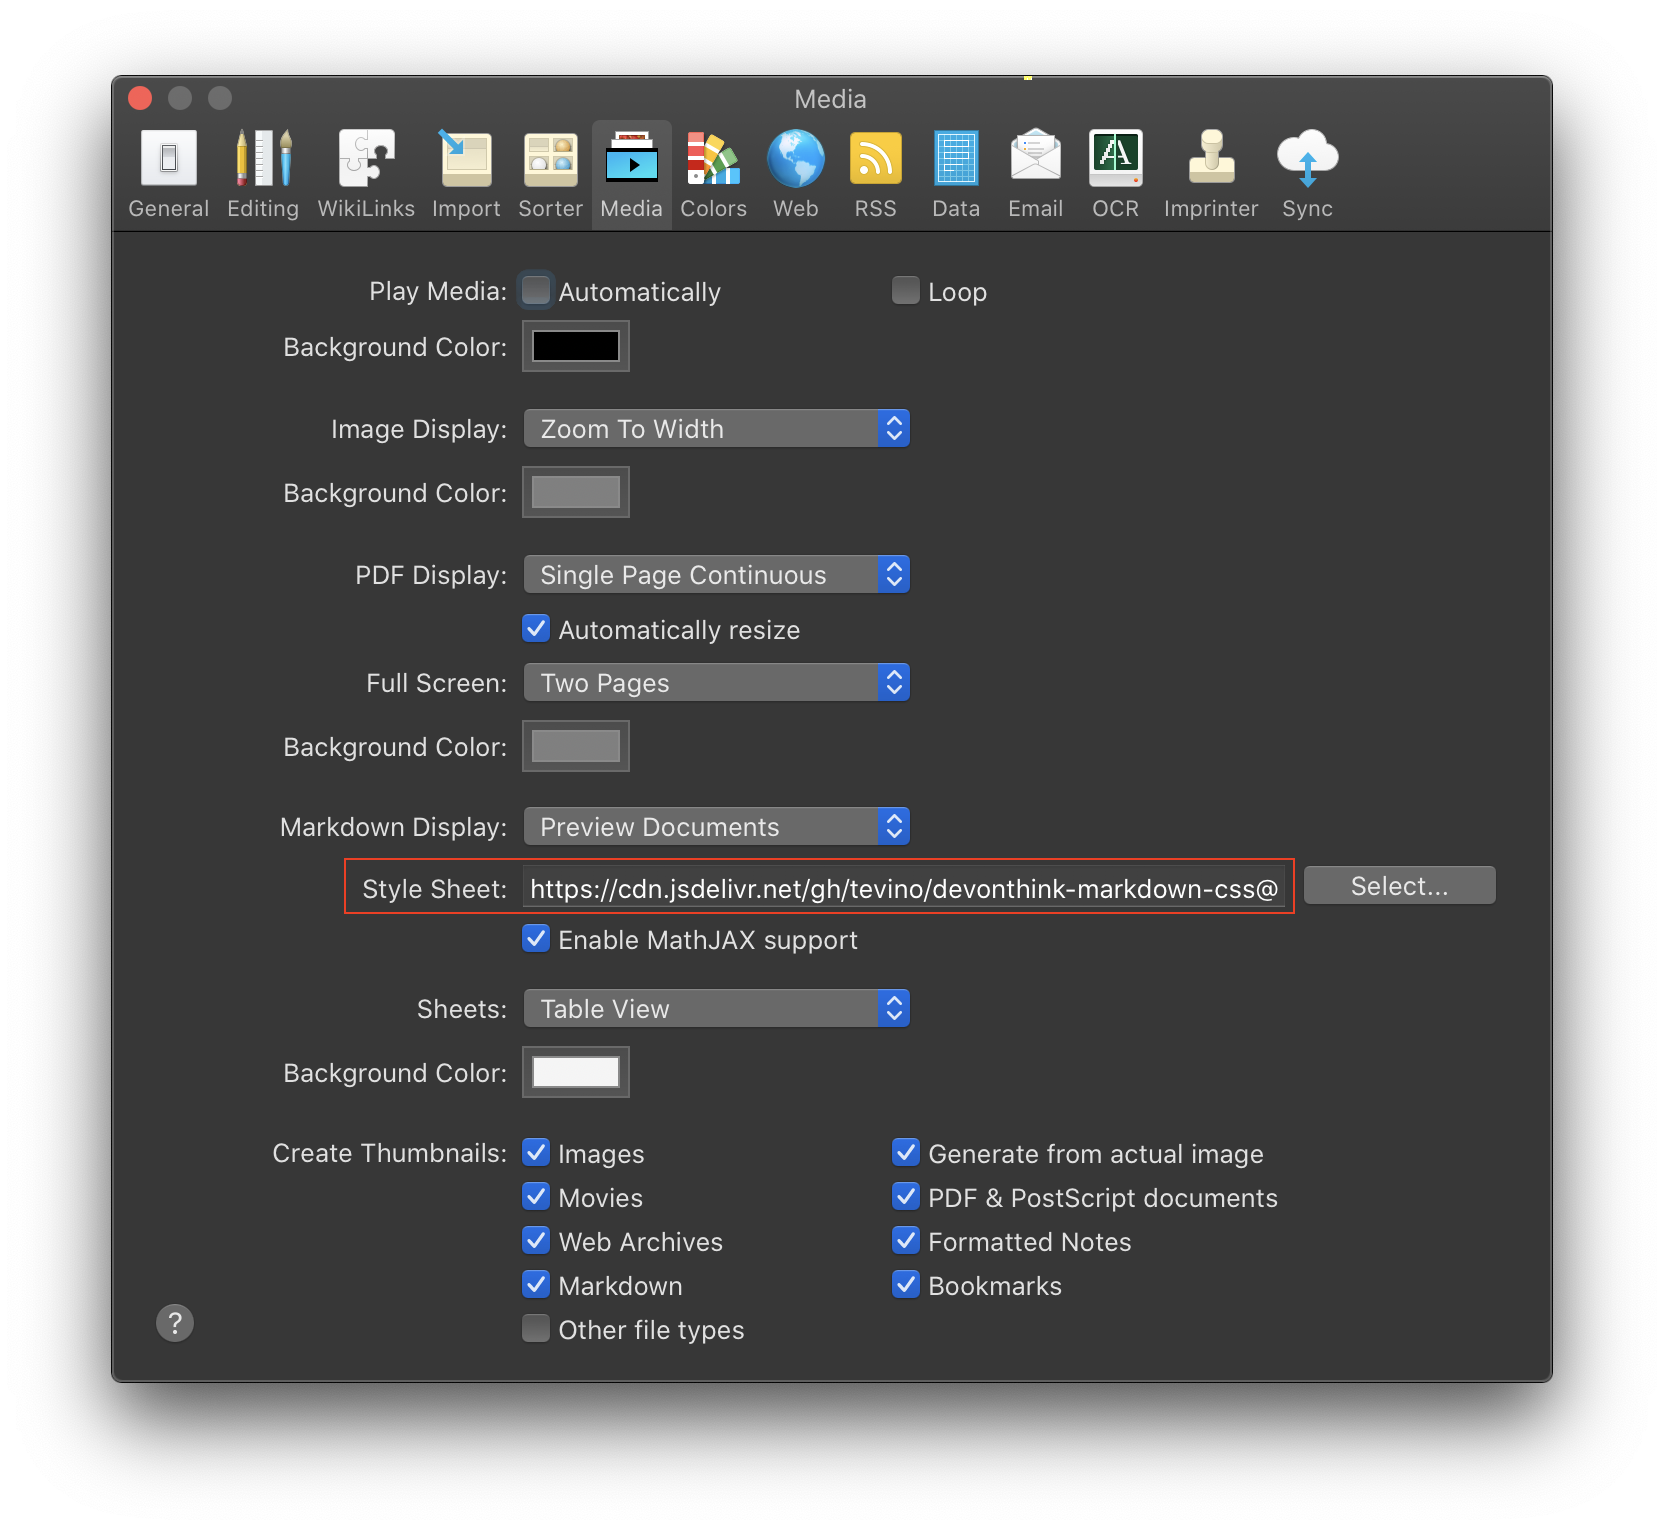 Media
General Editing WikiLinks Import Sorter Media Colors Web RSS Data Email OCR Imprinter Sync
Play Media: Automatically Loop
Background Color:
Image Display: Zoom To Width
Background Color:
PDF Display: Single Page Continuous
Automatically resize
Full Screen: Two Pages
Background Color:
Markdown Display: Preview Documents
Style Sheet: https://cdn.jsdelivr.net/gh/tevino/devonthink-markdown-css@ Select...
Enable MathJAX support
Sheets: Table View
Background Color:
Create Thumbnails: Images Generate from actual image
Movies PDF & PostScript documents
Web Archives Formatted Notes
Markdown Bookmarks
? Other file types